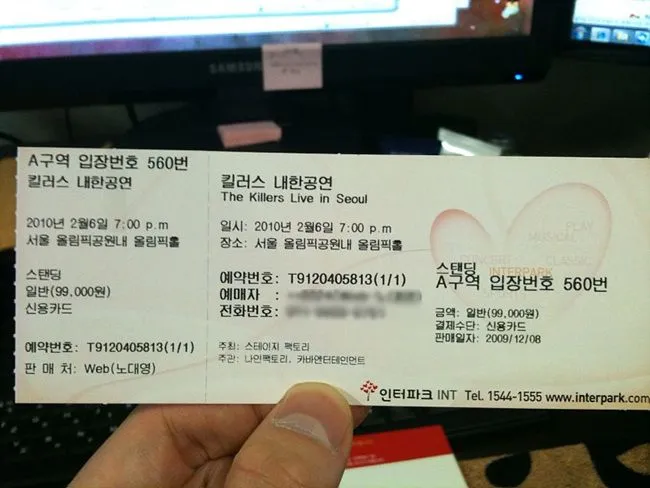 SAMSUNG
A구역 입장번호 560번
킬러스 내한공연
2010년 2월6일 7:00 p.m
서울 올림픽공원내 올림픽홀
스탠딩
일반(99,000원)
신용카드
예약번호: T9120405813(1/1)
판 매 처: Web(노대영)
킬러스 내한공연
The Killers Live in Seoul
일시: 2010년 2월6일 7:00 p.m
장소: 서울 올림픽공원내 올림픽홀
예약번호: T9120405813(1/1)
예매자 :
전화번호:
주최: 스테이지 팩토리
주관: 나인팩토리, 카바엔터테인먼트
PLAY
MUSICAL
CONCERT CLASSIC
INTERPARK
SPORTS
스탠딩
A구역 입장번호 560번
금액: 일반(99,000원)
결제수단: 신용카드
판매일자: 2009/12/08
인터파크 INT Tel. 1544-1555 www.interpark.com